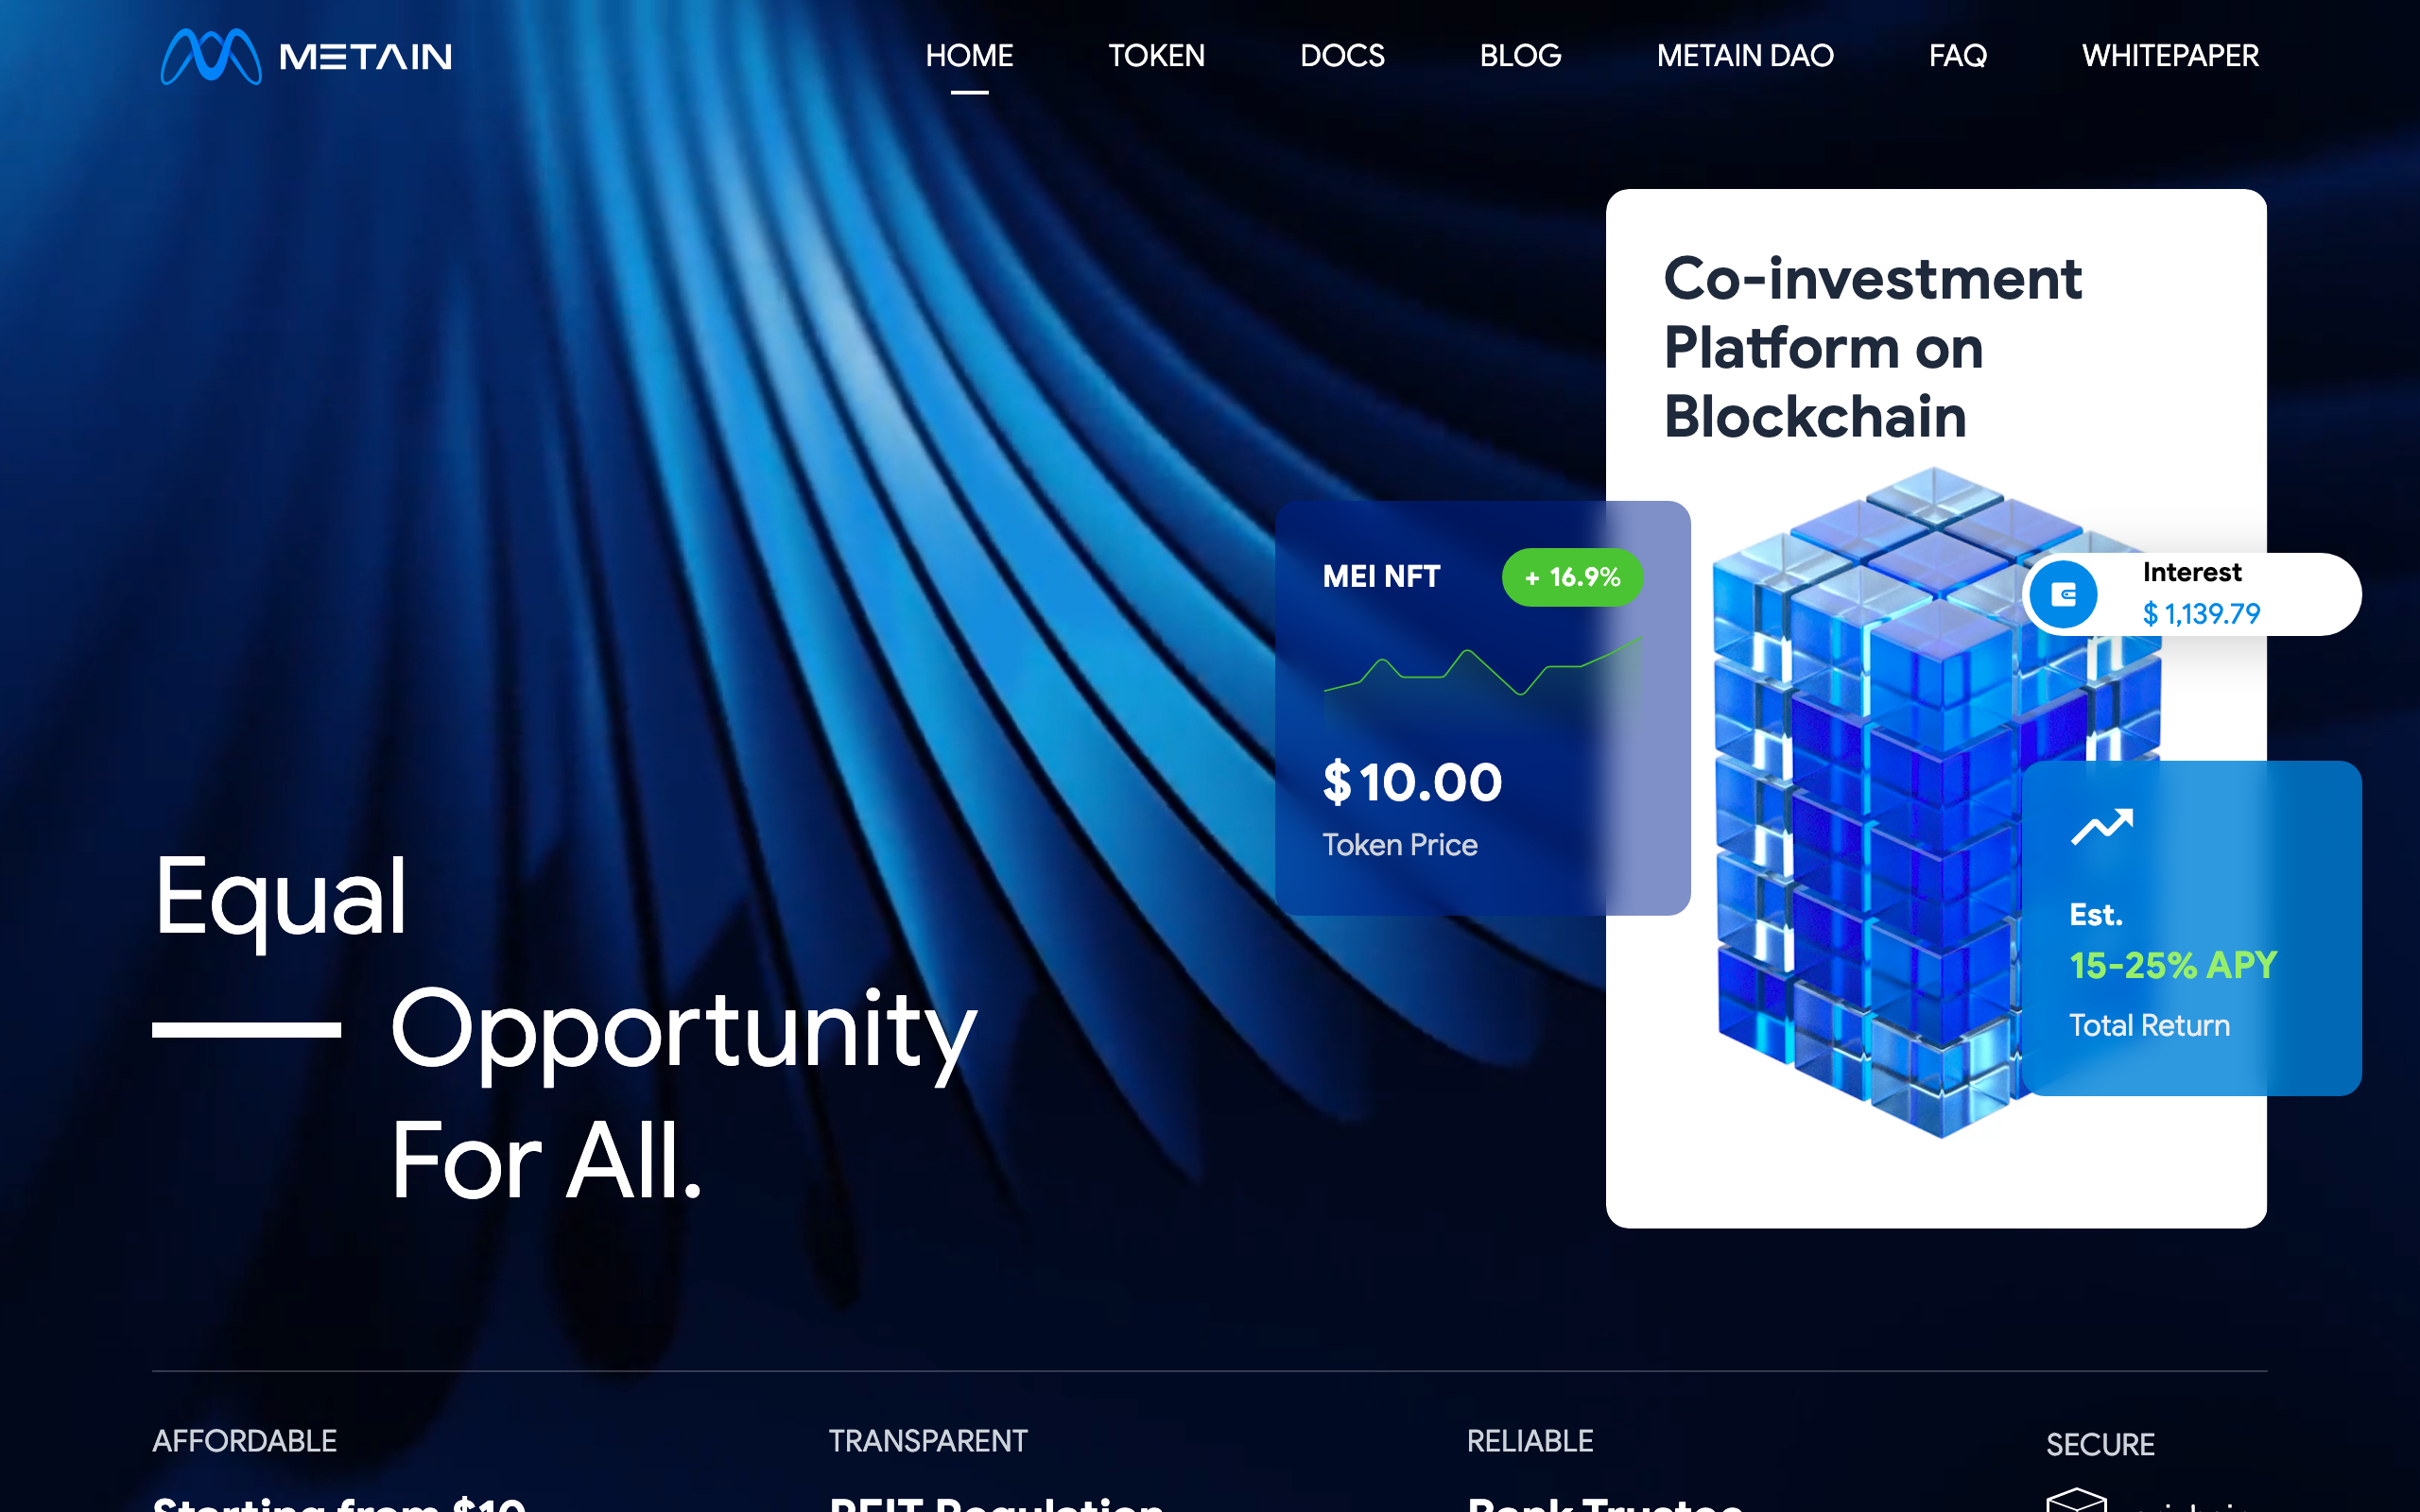 METAIN
HOME TOKEN DOCS BLOG METAIN DAO FAQ WHITEPAPER
Co-investment
Platform on
Blockchain
MEI NFT + 16.9%
$ 10.00
Token Price
Interest
$ 1,139.79
Est.
15-25% APY
Total Return
Equal
Opportunity
For All.
AFFORDABLE
Starting from $10
TRANSPARENT
REIT Regulation
RELIABLE
Bank Trustee
SECURE